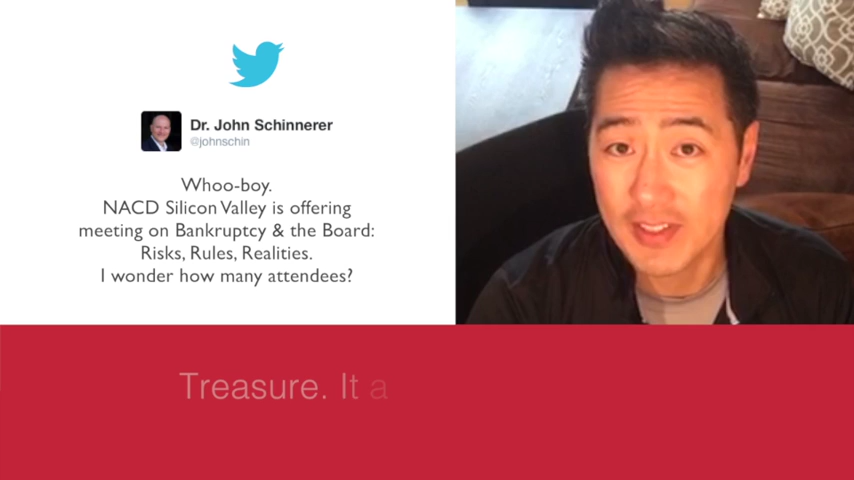 Dr. John Schinnerer
@johnschin
Whoo-boy.
NACD Silicon Valley is offering
meeting on Bankruptcy & the Board:
Risks, Rules, Realities.
I wonder how many attendees?
Treasure. It a